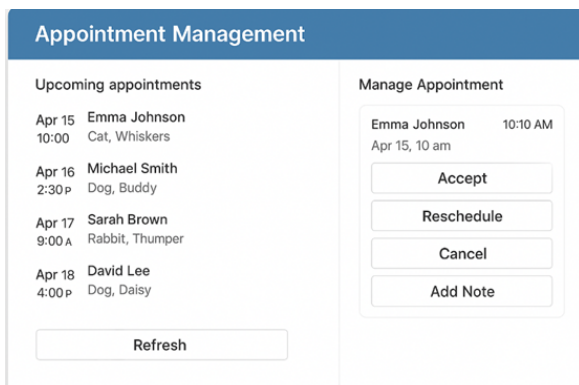 Appointment Management
Upcoming appointments
Apr 15 Emma Johnson
10:00 Cat, Whiskers
Apr 16 Michael Smith
2:30 P Dog, Buddy
Apr 17 Sarah Brown
9:00 A Rabbit, Thumper
Apr 18 David Lee
4:00 P Dog, Daisy
Refresh
Manage Appointment
Emma Johnson 10:10 AM
Apr 15, 10 am
Accept
Reschedule
Cancel
Add Note